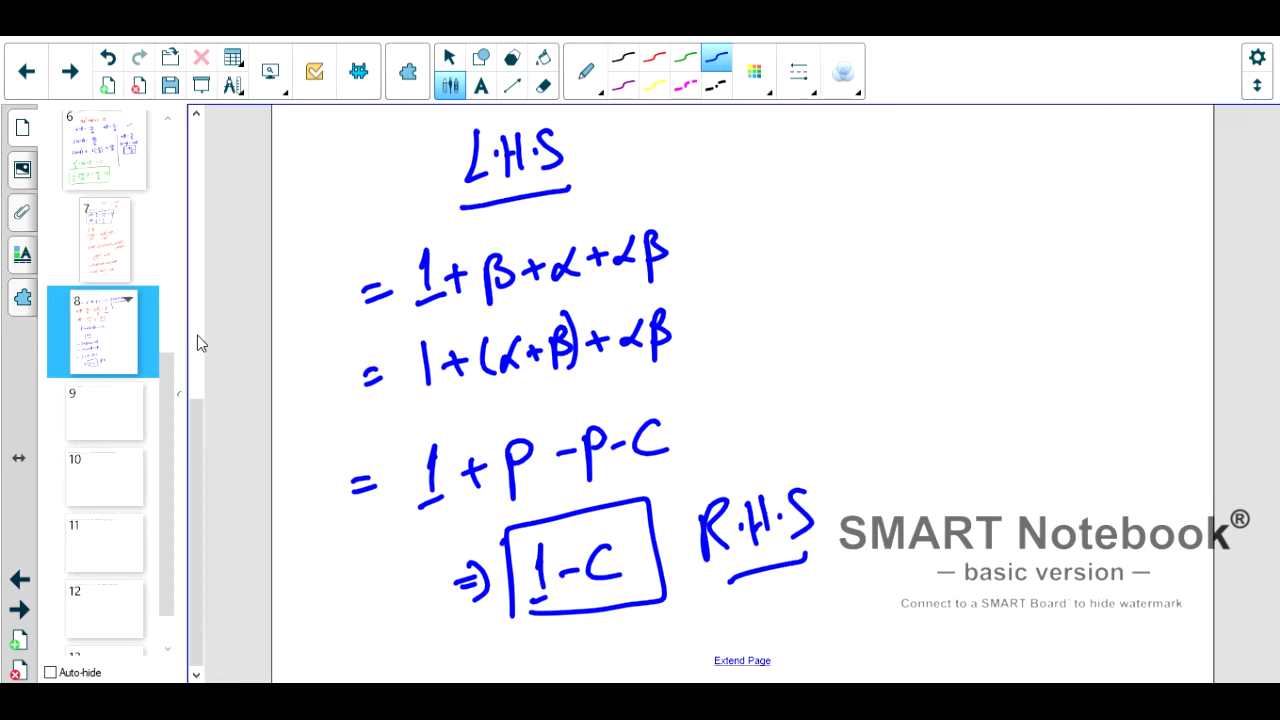 6
7
8
9
10
11
12
Auto-hide
L.H.S
= 1 + β + α + αβ
= 1 + (α + β) + αβ
= 1 + P - P - C
⇒ 1 - C R.H.S
SMART Notebook®
— basic version —
Connect to a SMART Board™ to hide watermark
Extend Page